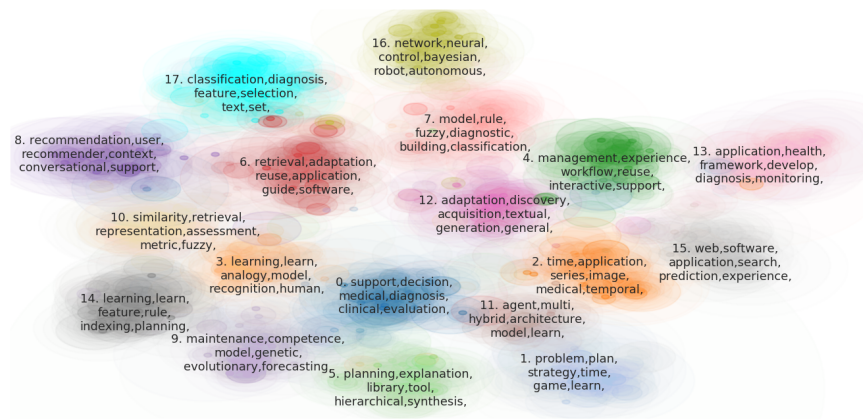 16. network,neural,
control,bayesian,
robot,autonomous,
17. classification,diagnosis,
feature,selection,
text,set,
7. model,rule,
fuzzy,diagnostic,
building,classification,
8. recommendation,user,
recommender,context,
conversational,support,
6. retrieval,adaptation,
reuse,application,
guide,software,
4. management,experience,
workflow,reuse,
interactive,support,
13. application,health,
framework,develop,
diagnosis,monitoring,
12. adaptation,discovery,
acquisition,textual,
generation,general,
10. similarity,retrieval,
representation,assessment,
metric,fuzzy,
3. learning,learn,
analogy,model,
recognition,human,
0. support,decision,
medical,diagnosis,
clinical,evaluation,
2. time,application,
series,image,
medical,temporal,
15. web,software,
application,search,
prediction,experience,
14. learning,learn,
feature,rule,
indexing,planning,
11. agent,multi,
hybrid,architecture,
model,learn,
9. maintenance,competence,
model,genetic,
evolutionary,forecasting,
5. planning,explanation,
library,tool,
hierarchical,synthesis,
1. problem,plan,
strategy,time,
game,learn,